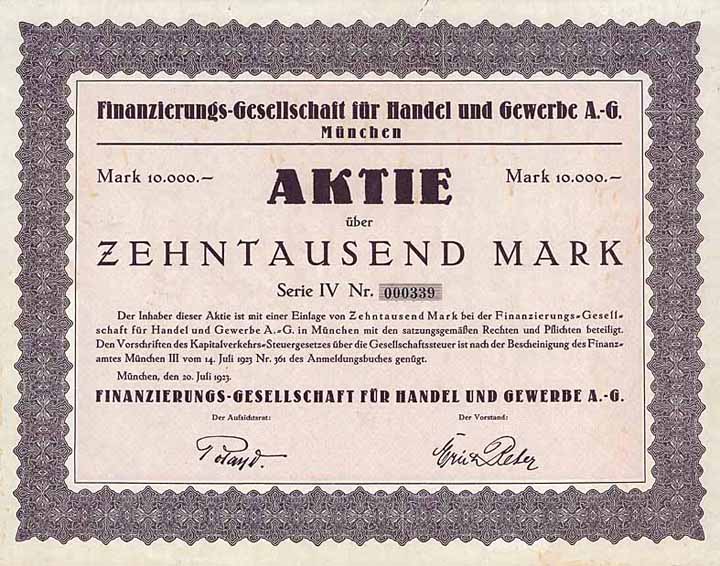 Finanzierungs-Gesellschaft für Handel und Gewerbe A.-G.
München
Mark 10.000.— AKTIE Mark 10.000.—
über
ZEHNTAUSEND MARK
Serie IV Nr. 000339
Der Inhaber dieser Aktie ist mit einer Einlage von Zehntausend Mark bei der Finanzierungs-Gesell-
schaft für Handel und Gewerbe A.-G. in München mit den satzungsgemäßen Rechten und Pflichten beteiligt.
Den Vorschriften des Kapitalverkehrs-Steuergesetzes über die Gesellschaftssteuer ist nach der Bescheinigung des Finanz-
amtes München III vom 14. Juli 1923 Nr. 361 des Anmeldungsbuches genügt.
München, den 20. Juli 1923.
FINANZIERUNGS-GESELLSCHAFT FÜR HANDEL UND GEWERBE A.-G.
Der Aufsichtsrat: Der Vorstand: